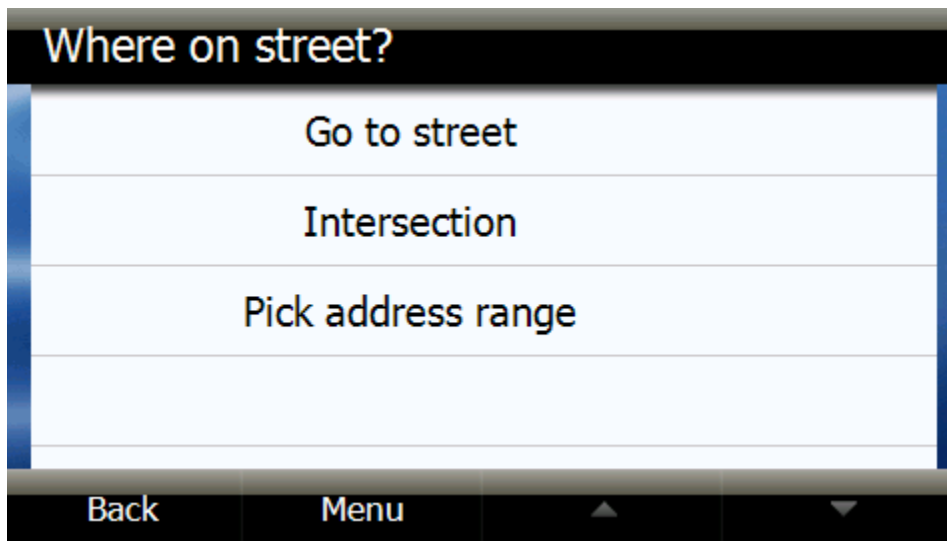 Where on street?
Go to street
Intersection
Pick address range
Back Menu